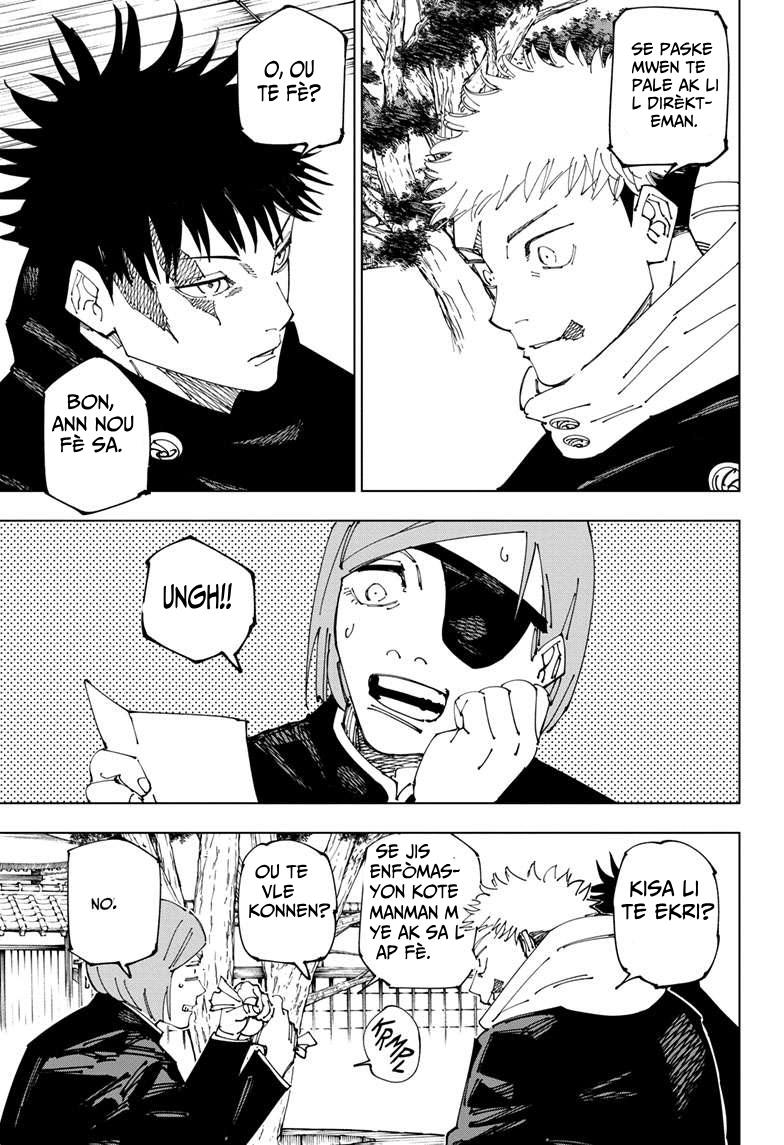 SE PASKE
MWEN TE
PALE AK LI
L DIRÈKT-
EMAN.
O, OU
TE FÈ?
BON,
ANN NOU
FÈ SA.
UNGH!!
KISA LI
TE EKRI?
SE JIS
ENFÒMAS-
YON KOTE
MANMAN M
YE AK SA L
AP FÈ.
KRMPL
OU TE
VLE
KONNEN?
NO.